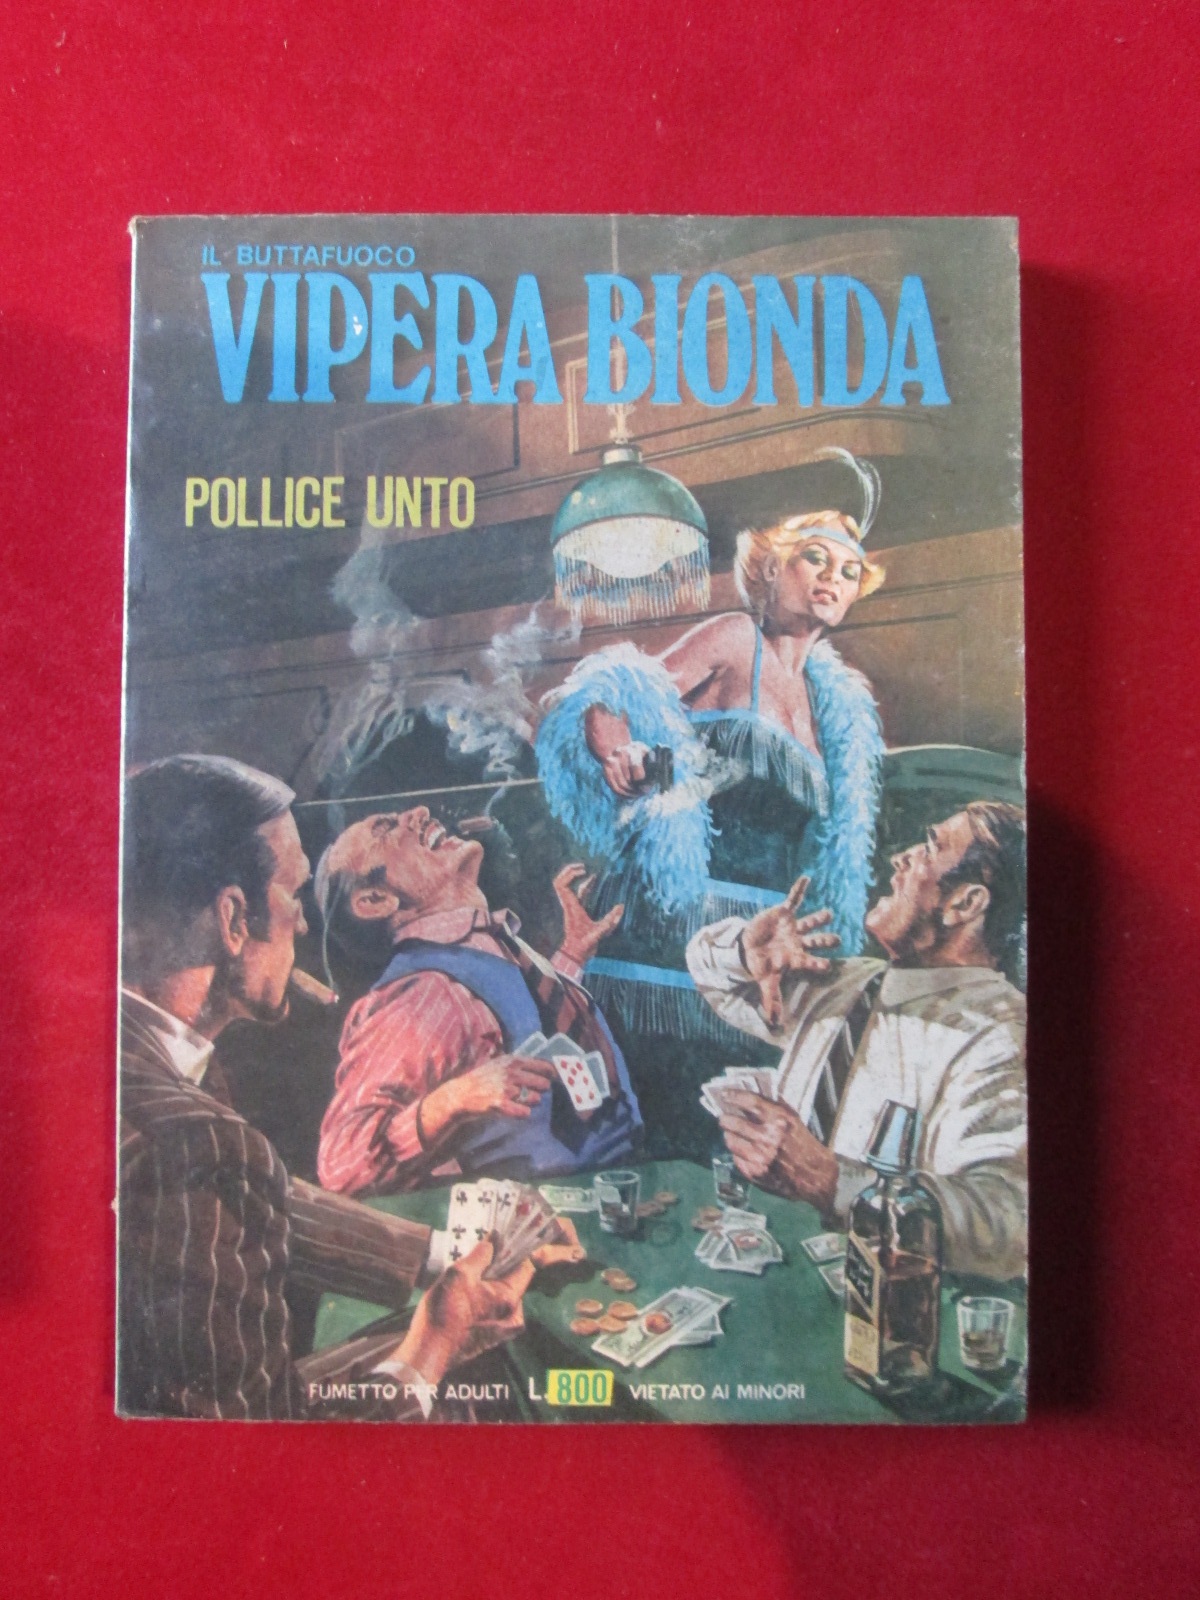 IL BUTTAFUOCO
VIPERA BIONDA
POLLICE UNTO
FUMETTO PER ADULTI L. 800 VIETATO AI MINORI